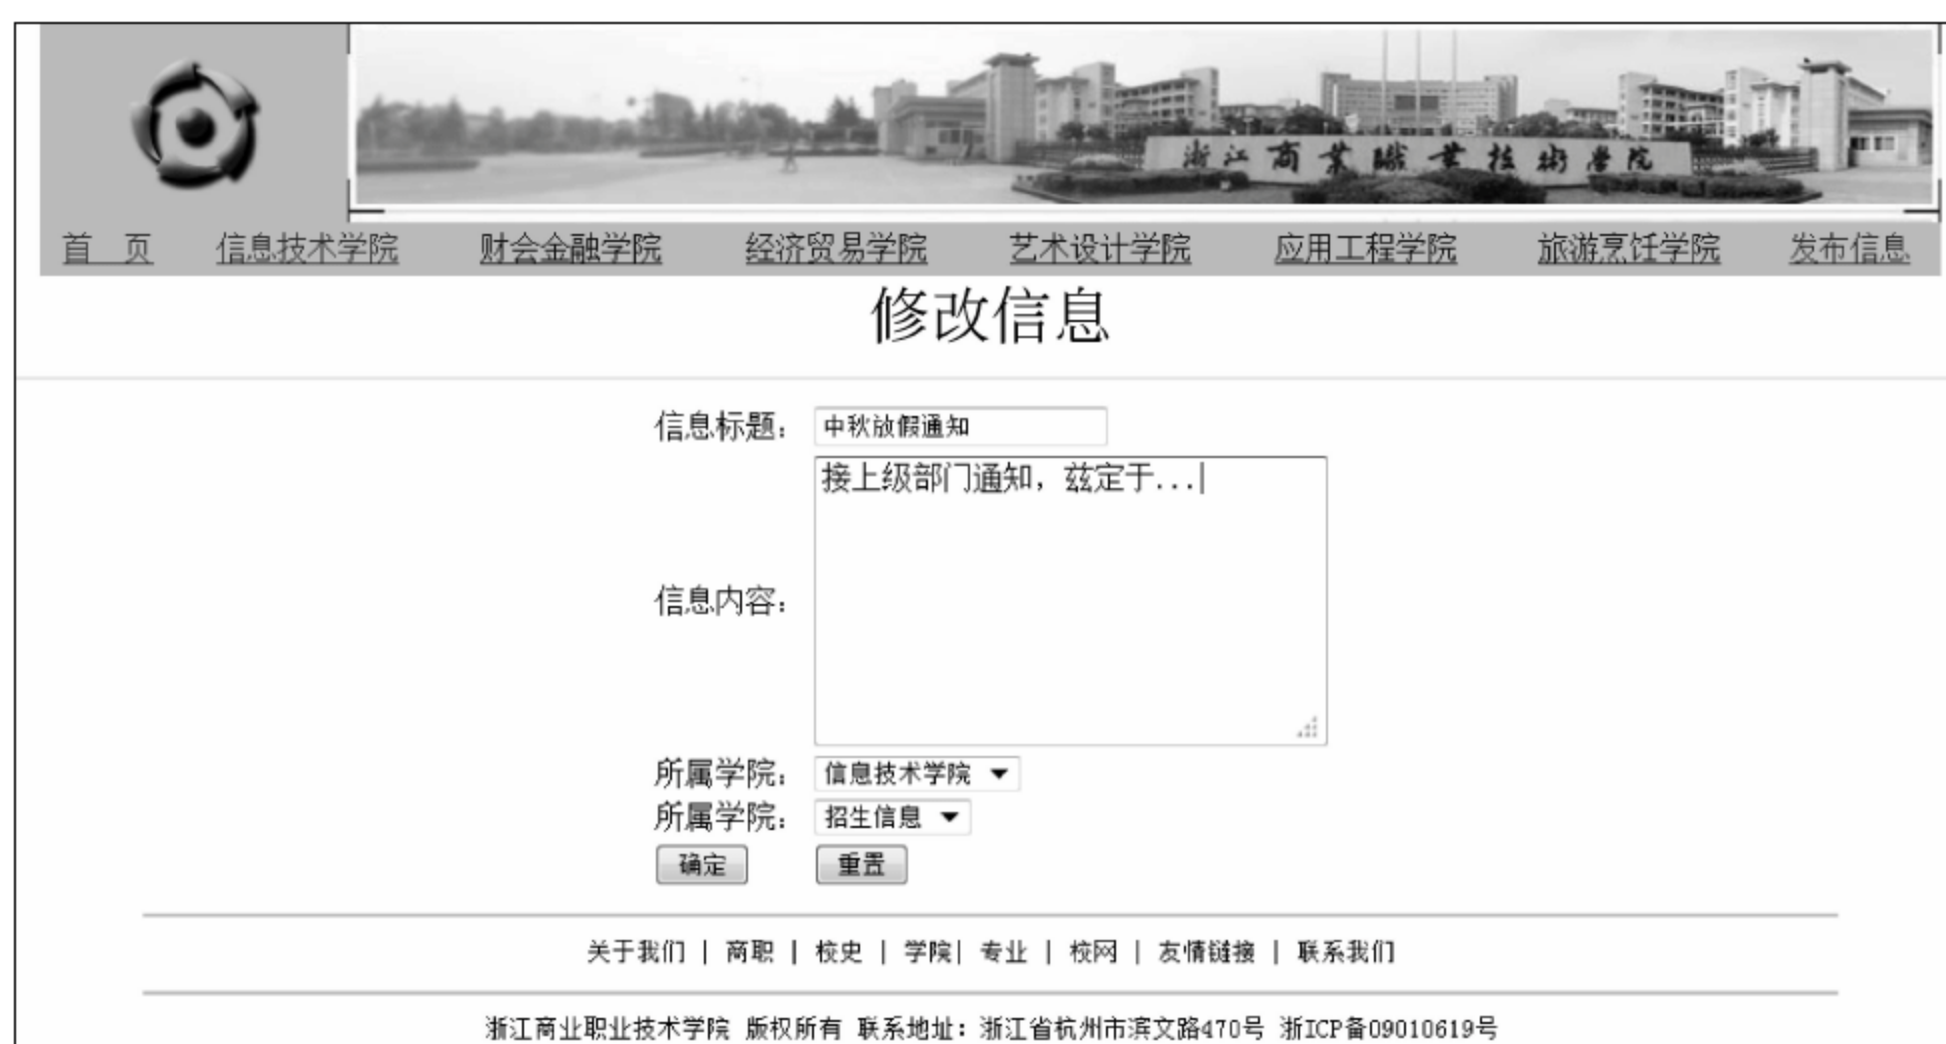 浙江商业职业技术学院
首 页 信息技术学院 财会金融学院 经济贸易学院 艺术设计学院 应用工程学院 旅游烹饪学院 发布信息
修改信息
信息标题： 中秋放假通知
接上级部门通知，兹定于...
信息内容：
所属学院： 信息技术学院
所属学院： 招生信息
确定 重置
关于我们 | 商职 | 校史 | 学院| 专业 | 校网 | 友情链接 | 联系我们
浙江商业职业技术学院 版权所有 联系地址：浙江省杭州市滨文路470号 浙ICP备09010619号